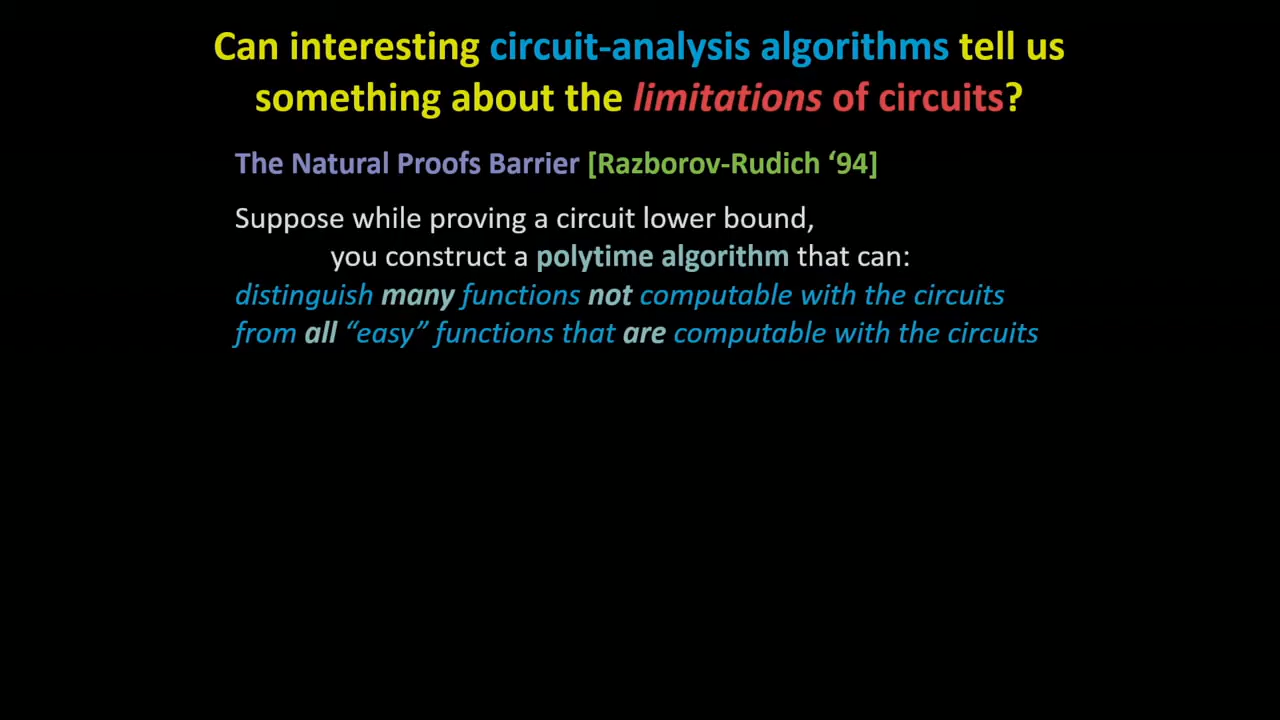 Can interesting circuit-analysis algorithms tell us
something about the limitations of circuits?
The Natural Proofs Barrier [Razborov-Rudich ‘94]
Suppose while proving a circuit lower bound,
you construct a polytime algorithm that can:
distinguish many functions not computable with the circuits
from all “easy” functions that are computable with the circuits